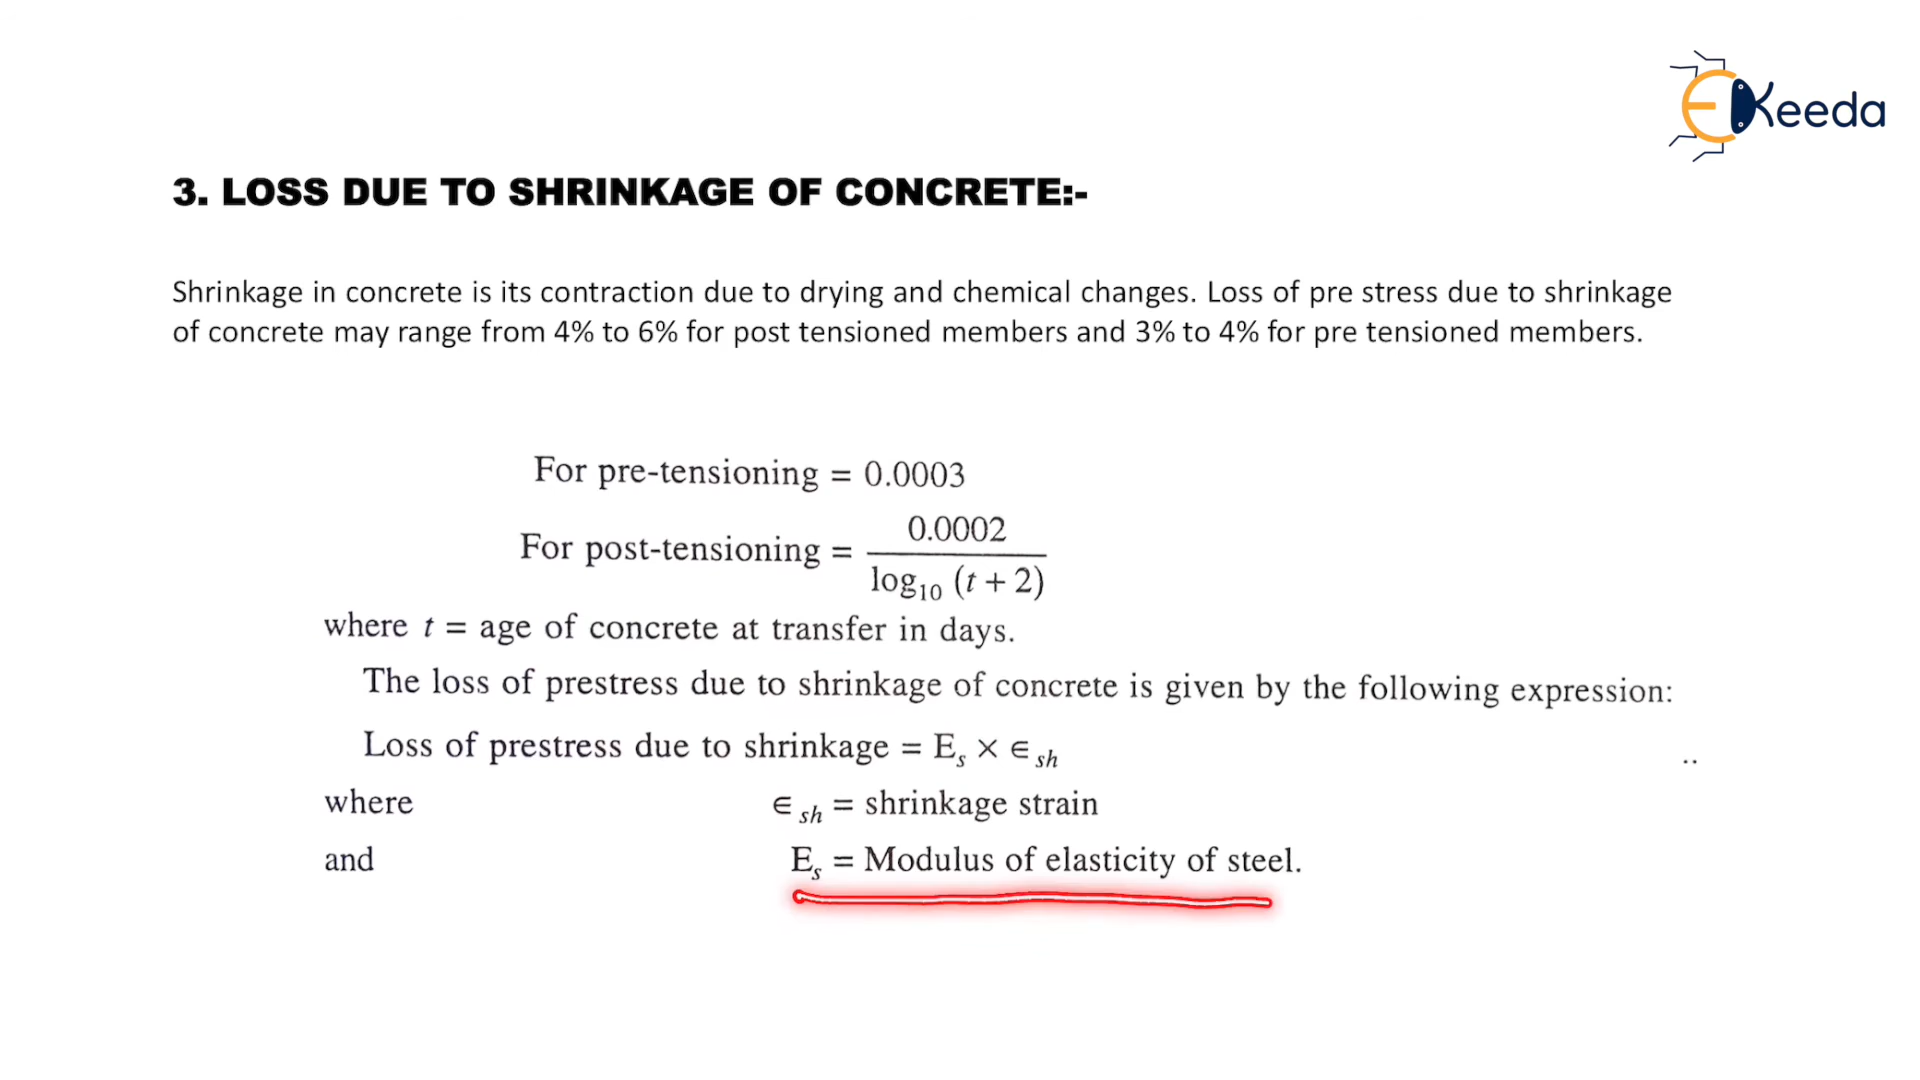 EKeeda
3. LOSS DUE TO SHRINKAGE OF CONCRETE:-
Shrinkage in concrete is its contraction due to drying and chemical changes. Loss of pre stress due to shrinkage
of concrete may range from 4% to 6% for post tensioned members and 3% to 4% for pre tensioned members.
For pre-tensioning = 0.0003
For post-tensioning = 0.0002 / log₁₀ (t + 2)
where t = age of concrete at transfer in days.
The loss of prestress due to shrinkage of concrete is given by the following expression:
Loss of prestress due to shrinkage = Eₛ × ∈ sh ..
where ∈ sh = shrinkage strain
and Eₛ = Modulus of elasticity of steel.